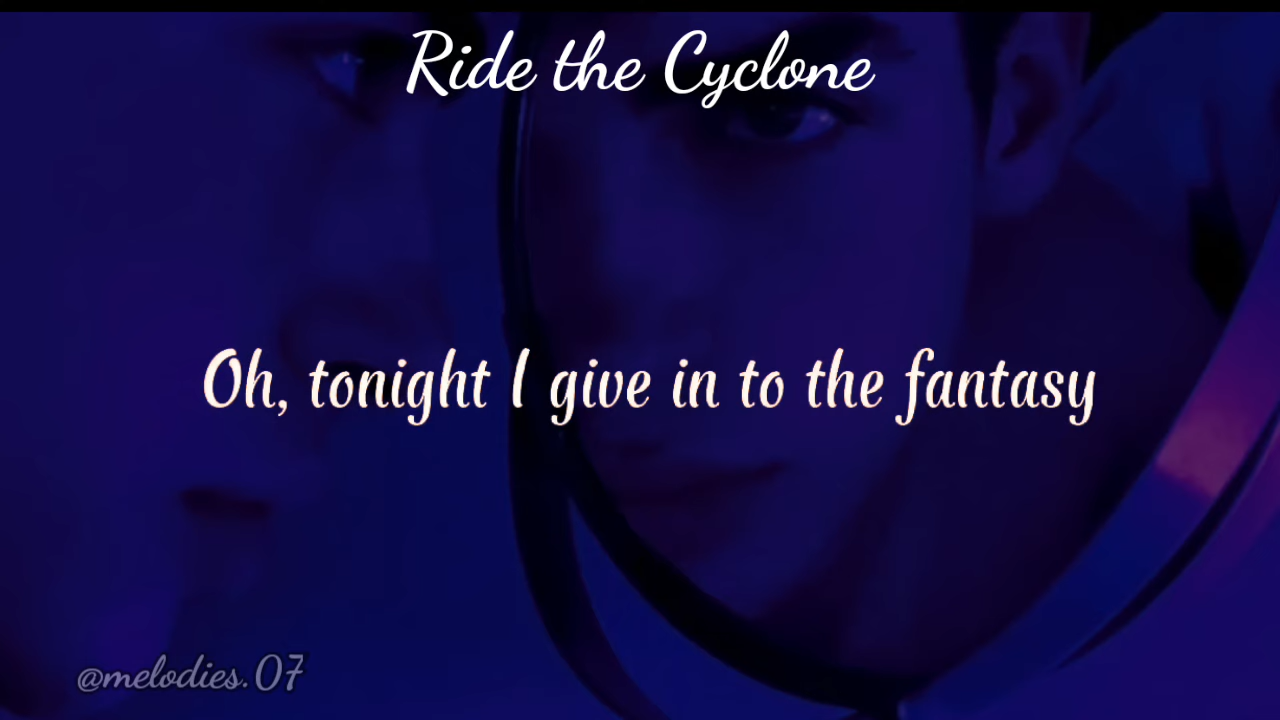 Ride the Cyclone
Oh, tonight I give in to the fantasy
@melodies.07